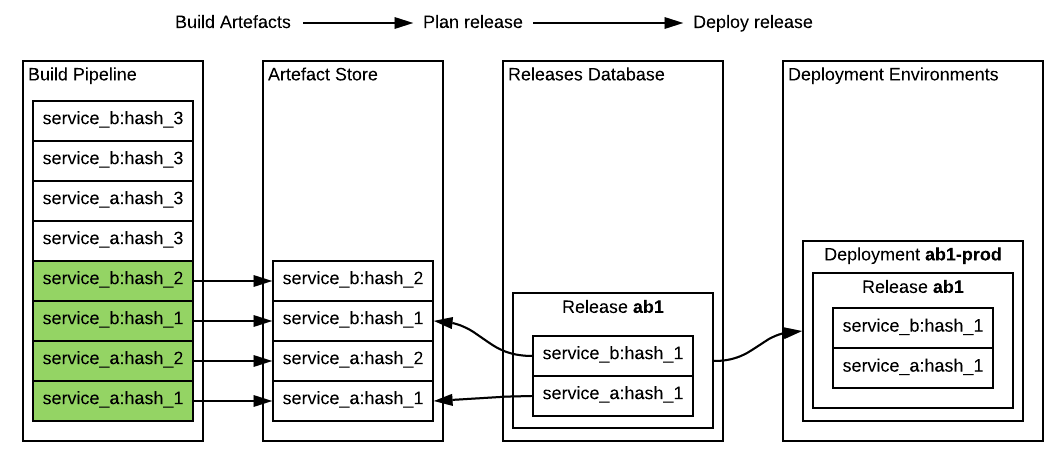 Build Artefacts
Plan release
Deploy release
Build Pipeline
service_b:hash_3
service_b:hash_3
service_a:hash_3
service_a:hash_3
service_b:hash_2
service_b:hash_1
service_a:hash_2
service_a:hash_1
Artefact Store
service_b:hash_2
service_b:hash_1
service_a:hash_2
service_a:hash_1
Releases Database
Release ab1
service_b:hash_1
service_a:hash_1
Deployment Environments
Deployment ab1-prod
Release ab1
service_b:hash_1
service_a:hash_1